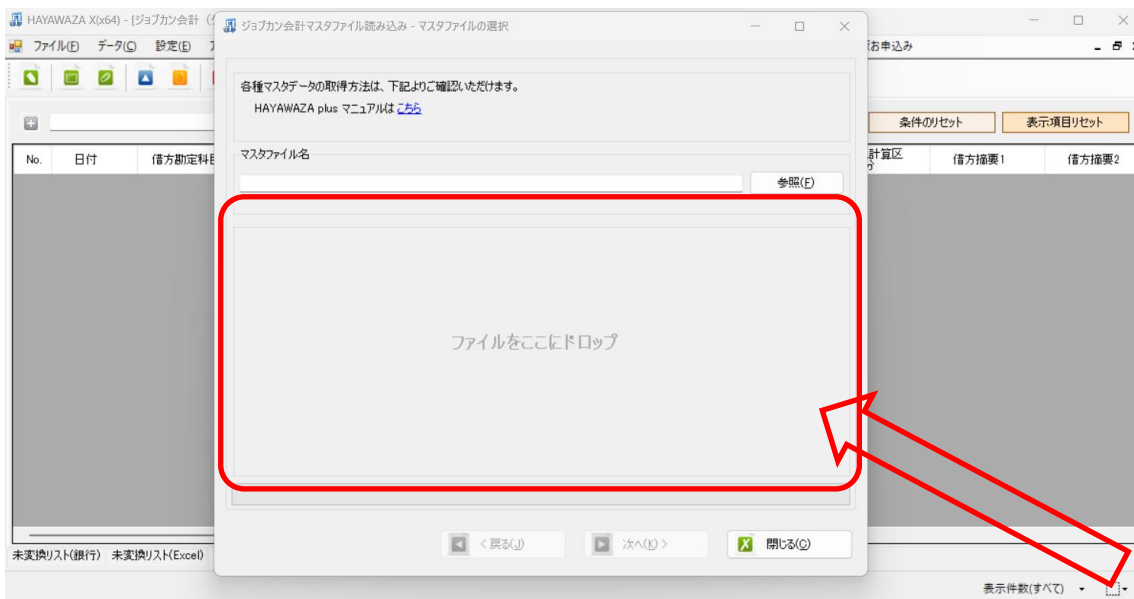 HAYAWAZA X(x64) - [ジョブカン会計
ジョブカン会計マスタファイル読み込み - マスタファイルの選択
ファイル(F) データ(C) 設定(E)
お申込み
各種マスタデータの取得方法は、下記よりご確認いただけます。
HAYAWAZA plus マニュアルは こちら
条件のリセット 表示項目リセット
マスタファイル名
No. 日付 借方勘定科目
計算区分 借方摘要1 借方摘要2
参照(F)
ファイルをここにドロップ
< 戻る(J) 次へ(K) > 閉じる(C)
未変換リスト(銀行) 未変換リスト(Excel)
表示件数(すべて)